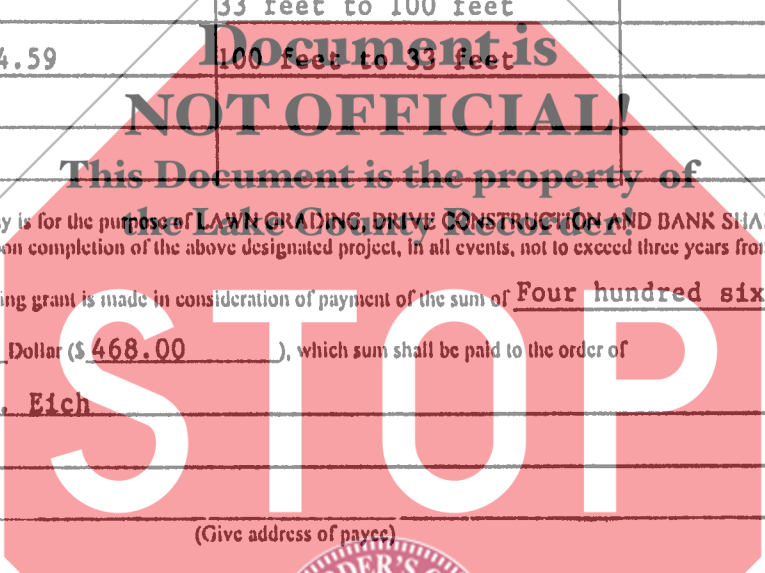 33 feet to 100 feet
Document is
4.59 100 feet to 33 feet
NOT OFFICIAL!
This Document is the property of
the Lake County Recorder!
y is for the purpose of LAWN GRADING, DRIVE CONSTRUCTION AND BANK SHA
on completion of the above designated project, in all events, not to exceed three years from
ing grant is made in consideration of payment of the sum of Four hundred six
STOP
Dollar ($ 468.00 ), which sum shall be paid to the order of
. Eich
(Give address of payee)
DER'S